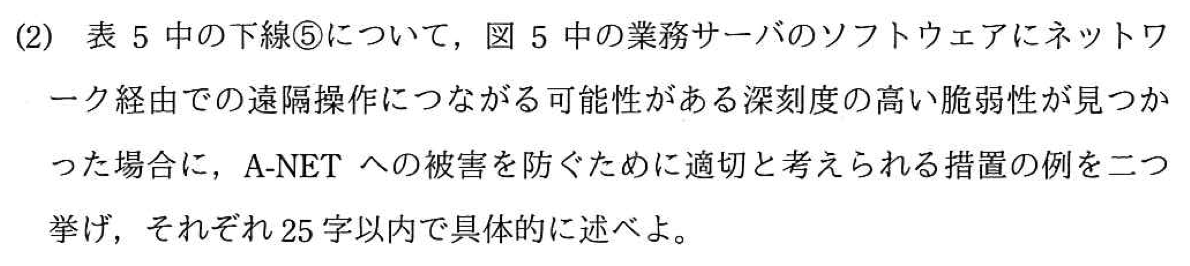 (2) 表 5 中の下線⑤について，図 5 中の業務サーバのソフトウェアにネットワ
ーク経由での遠隔操作につながる可能性がある深刻度の高い脆弱性が見つか
った場合に，A-NET への被害を防ぐために適切と考えられる措置の例を二つ
挙げ，それぞれ 25 字以内で具体的に述べよ。